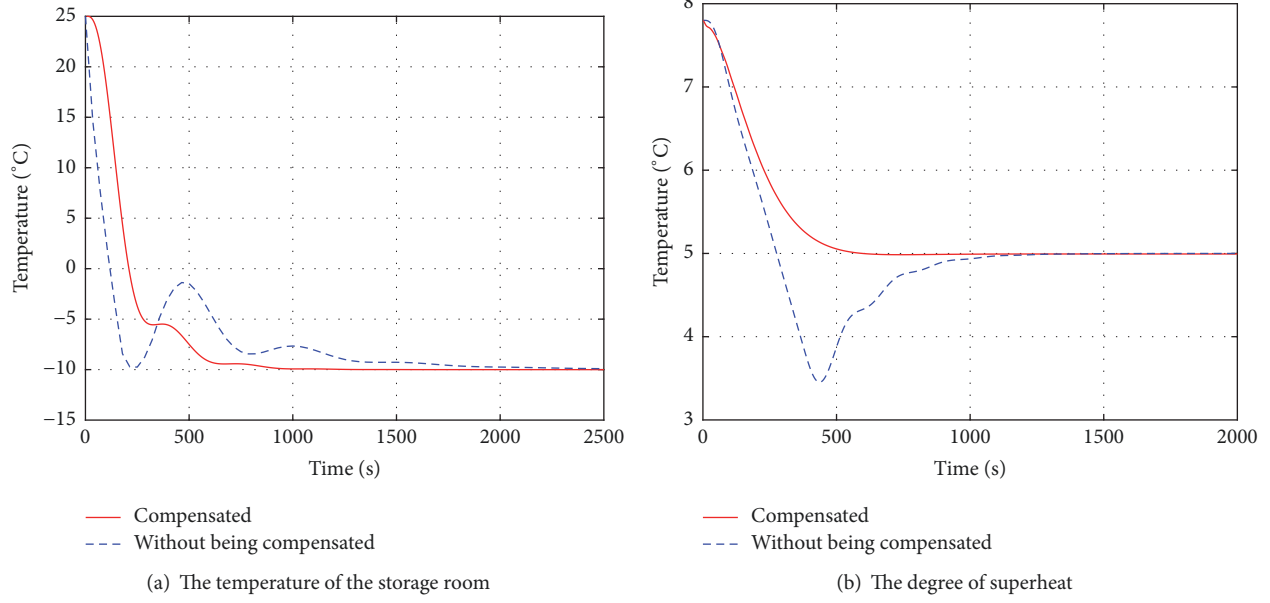 25
20
15
10
5
0
−5
−10
−15
Temperature (°C)
0
500
1000
1500
2000
2500
Time (s)
Compensated
Without being compensated
(a) The temperature of the storage room
8
7
6
5
4
3
Temperature (°C)
0
500
1000
1500
2000
Time (s)
Compensated
Without being compensated
(b) The degree of superheat